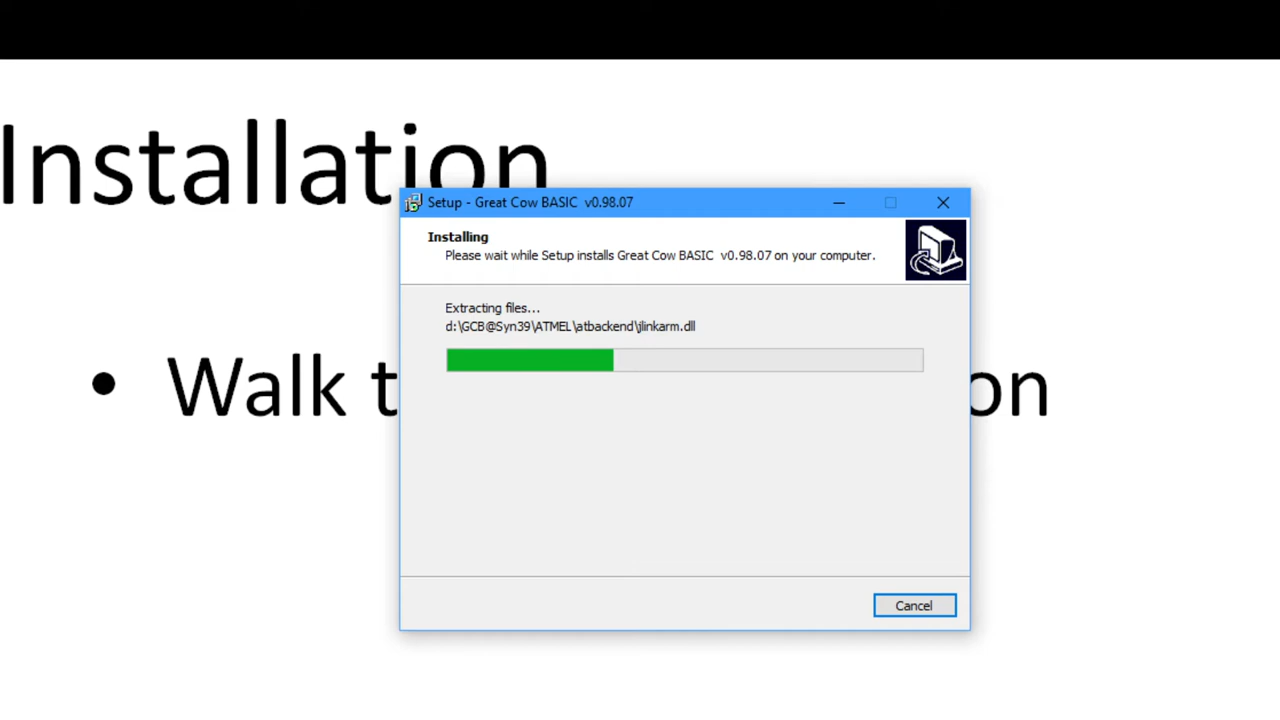 Installation
Setup - Great Cow BASIC v0.98.07
Installing
Please wait while Setup installs Great Cow BASIC v0.98.07 on your computer.
Extracting files...
d:\GCB@Syn39\ATMEL\atbackend\jlinkarm.dll
• Walk t on
Cancel